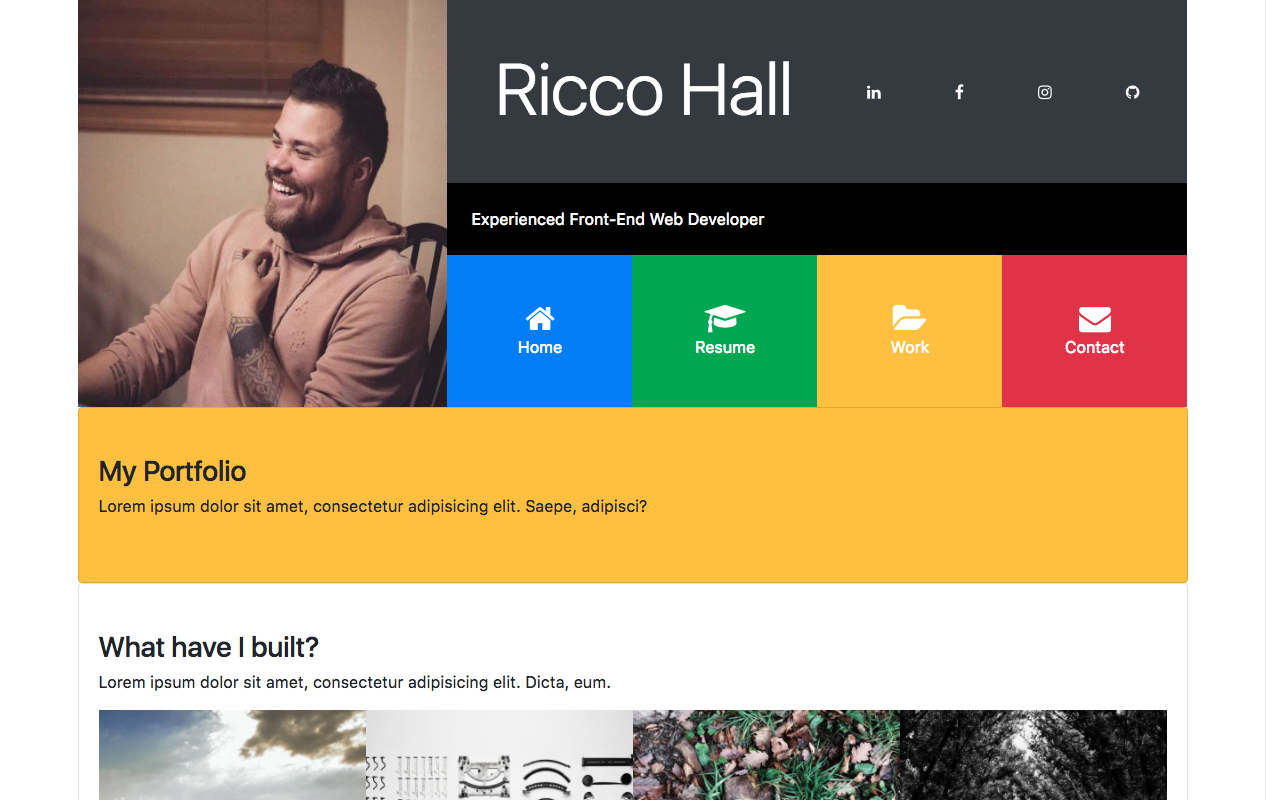 Ricco Hall
Experienced Front-End Web Developer
Home
Resume
Work
Contact
My Portfolio
Lorem ipsum dolor sit amet, consectetur adipisicing elit. Saepe, adipisci?
What have I built?
Lorem ipsum dolor sit amet, consectetur adipisicing elit. Dicta, eum.